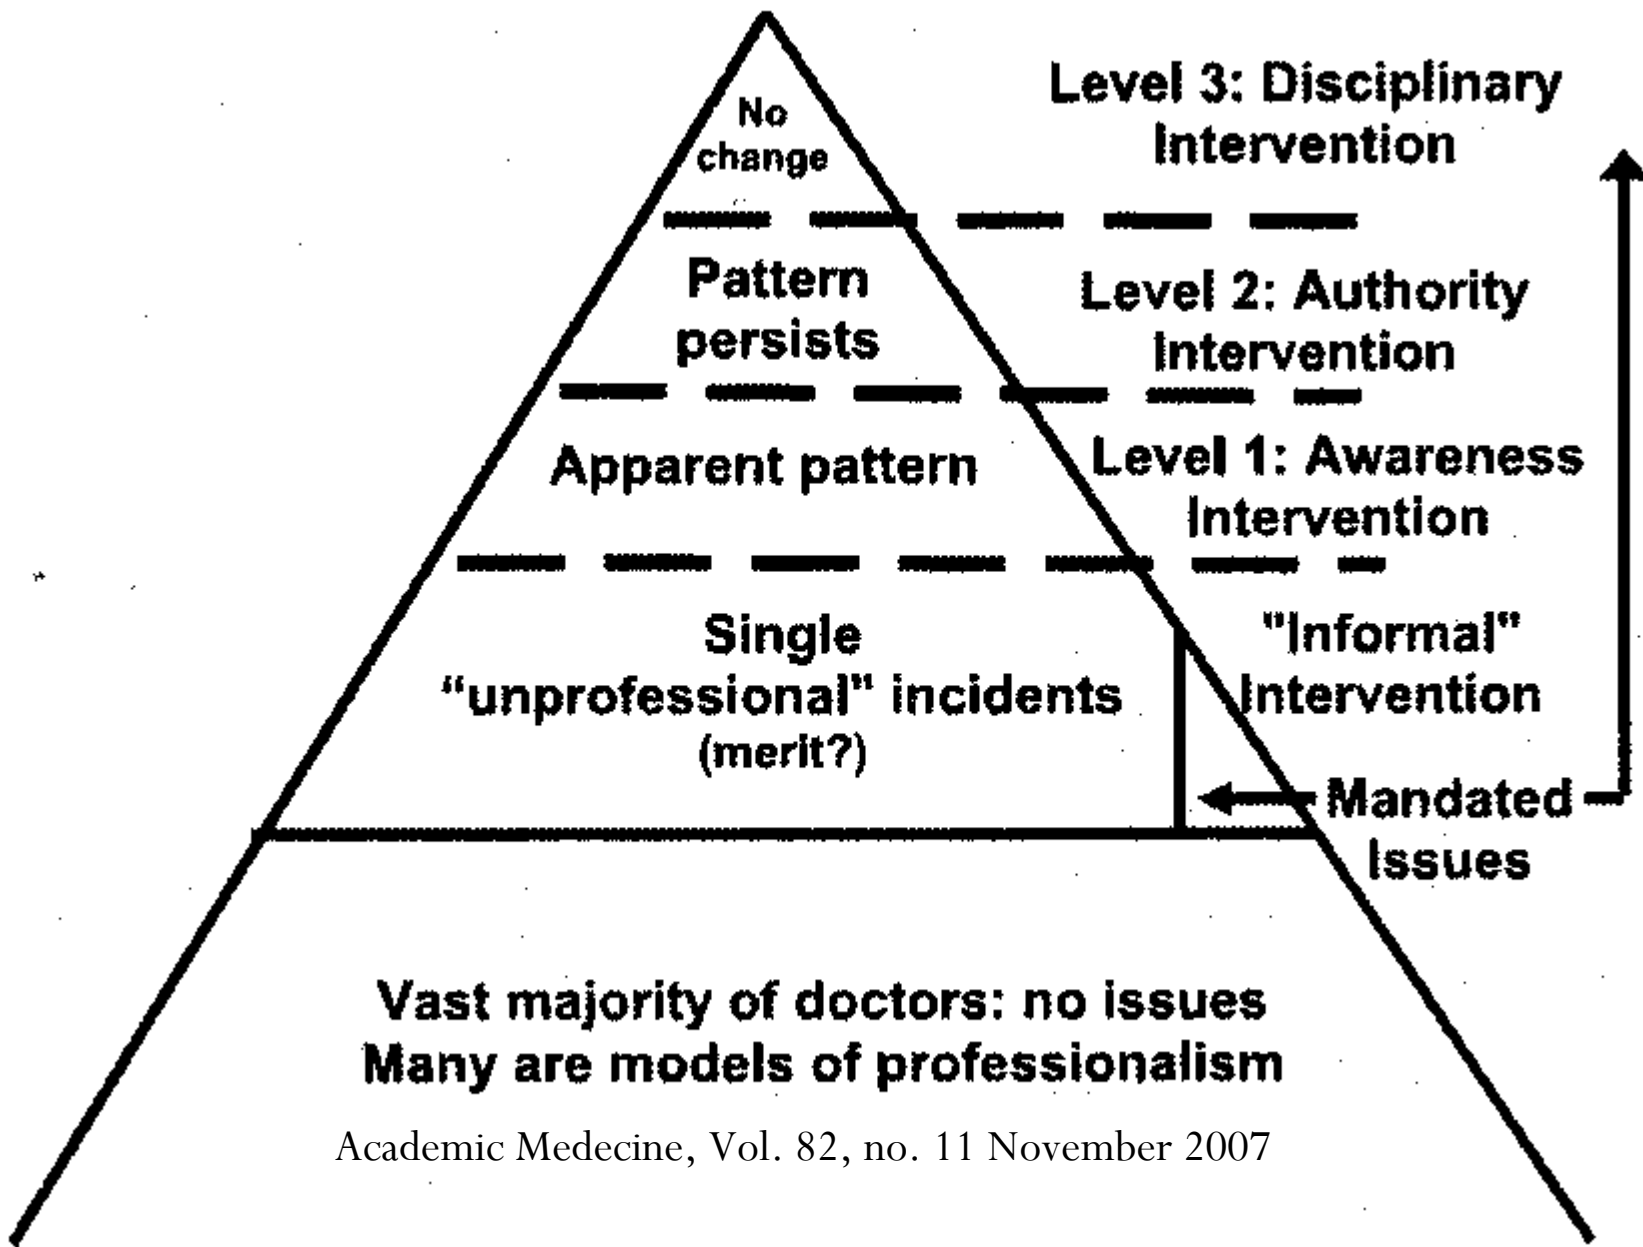 No
change
Level 3: Disciplinary
Intervention
Pattern
persists
Level 2: Authority
Intervention
Apparent pattern
Level 1: Awareness
Intervention
Single
“unprofessional" incidents
(merit?)
"Informal"
Intervention
Mandated
Issues
Vast majority of doctors: no issues
Many are models of professionalism
Academic Medecine, Vol. 82, no. 11 November 2007